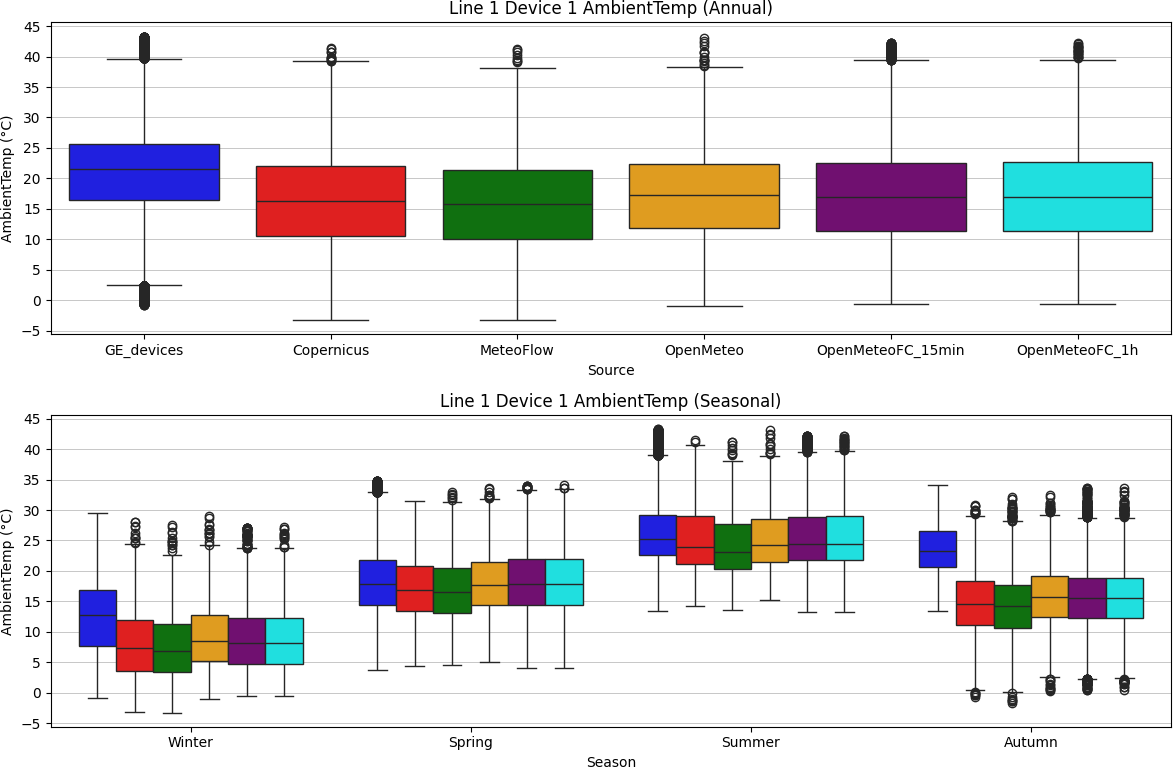 Line 1 Device 1 AmbientTemp (Annual)
AmbientTemp (°C)
45
40
35
30
25
20
15
10
5
0
−5
GE_devices Copernicus MeteoFlow OpenMeteo OpenMeteoFC_15min OpenMeteoFC_1h
Source
Line 1 Device 1 AmbientTemp (Seasonal)
AmbientTemp (°C)
45
40
35
30
25
20
15
10
5
0
−5
Winter Spring Summer Autumn
Season